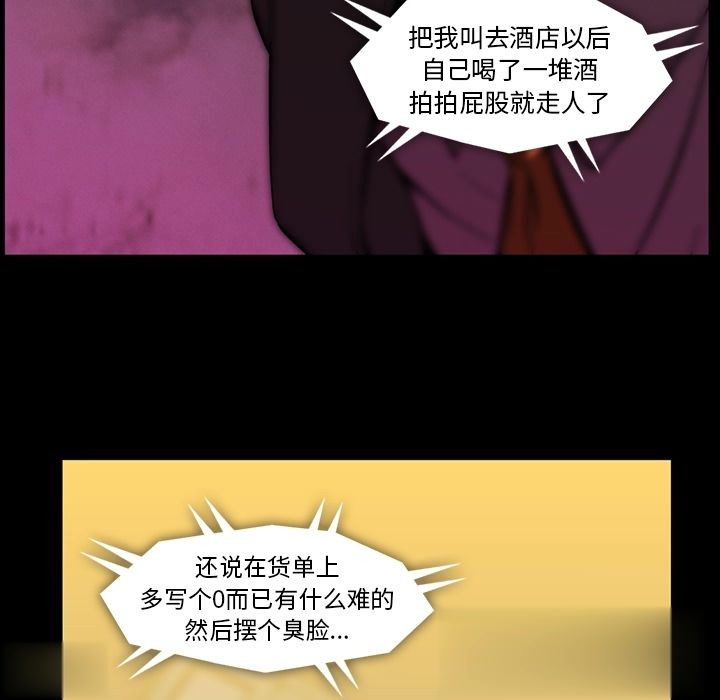 把我叫去酒店以后
自己喝了一堆酒
拍拍屁股就走人了
还说在货单上
多写个0而已有什么难的
然后摆个臭脸...